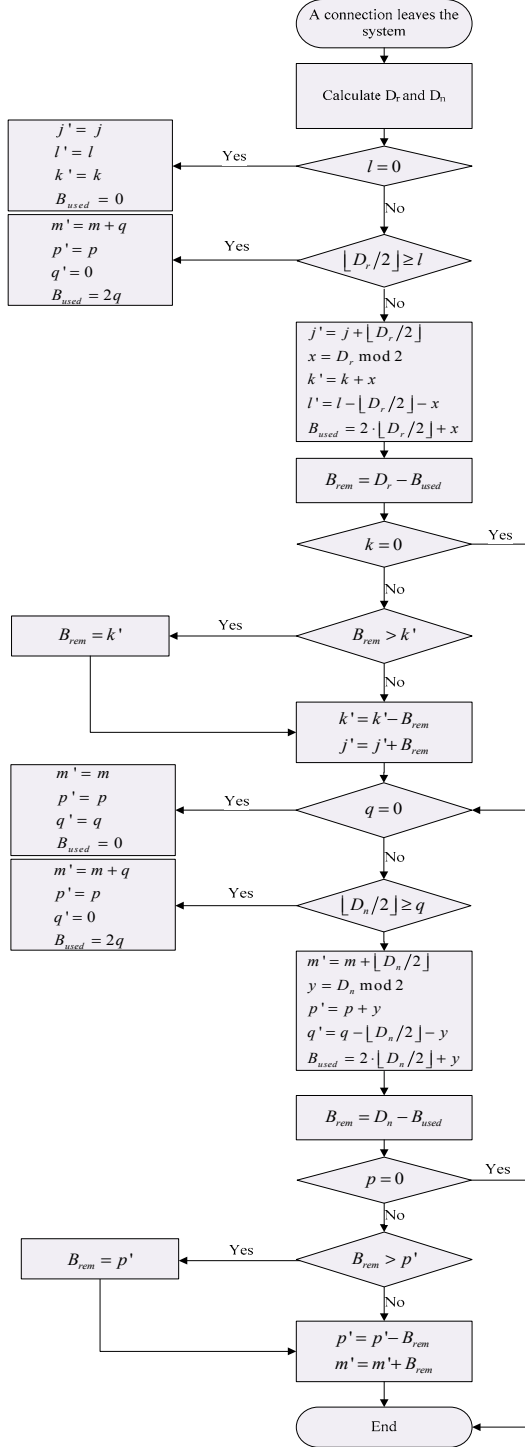 A connection leaves the
system
Calculate Dr and Dn
j' = j
l' = l
k' = k
B_used = 0
Yes
l = 0
No
m' = m + q
p' = p
q' = 0
B_used = 2q
Yes
⌊D_r/2⌋ ≥ l
No
j' = j + ⌊D_r/2⌋
x = D_r mod 2
k' = k + x
l' = l − ⌊D_r/2⌋ − x
B_used = 2·⌊D_r/2⌋ + x
B_rem = D_r − B_used
k = 0
Yes
No
B_rem = k'
Yes
B_rem > k'
No
k' = k' − B_rem
j' = j' + B_rem
m' = m
p' = p
q' = q
B_used = 0
Yes
q = 0
No
m' = m + q
p' = p
q' = 0
B_used = 2q
Yes
⌊D_n/2⌋ ≥ q
m' = m + ⌊D_n/2⌋
y = D_n mod 2
p' = p + y
q' = q − ⌊D_n/2⌋ − y
B_used = 2·⌊D_n/2⌋ + y
B_rem = D_n − B_used
p = 0
Yes
No
B_rem = p'
Yes
B_rem > p'
No
p' = p' − B_rem
m' = m' + B_rem
End